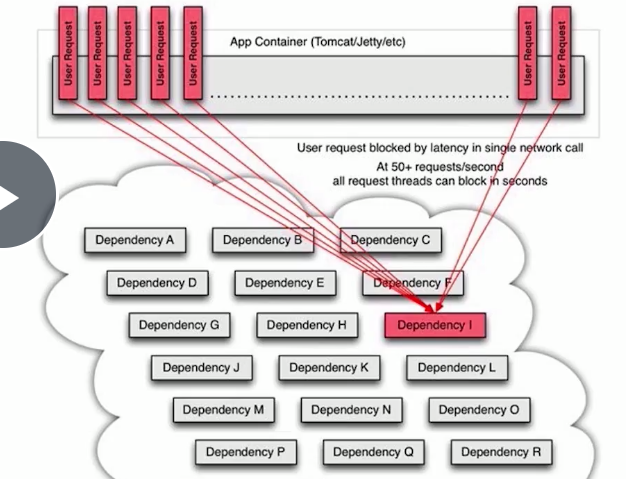 User Request
User Request
User Request
User Request
User Request
User Request
User Request
App Container (Tomcat/Jetty/etc)
User request blocked by latency in single network call
At 50+ requests/second
all request threads can block in seconds
Dependency A
Dependency B
Dependency C
Dependency D
Dependency E
Dependency F
Dependency G
Dependency H
Dependency I
Dependency J
Dependency K
Dependency L
Dependency M
Dependency N
Dependency O
Dependency P
Dependency Q
Dependency R